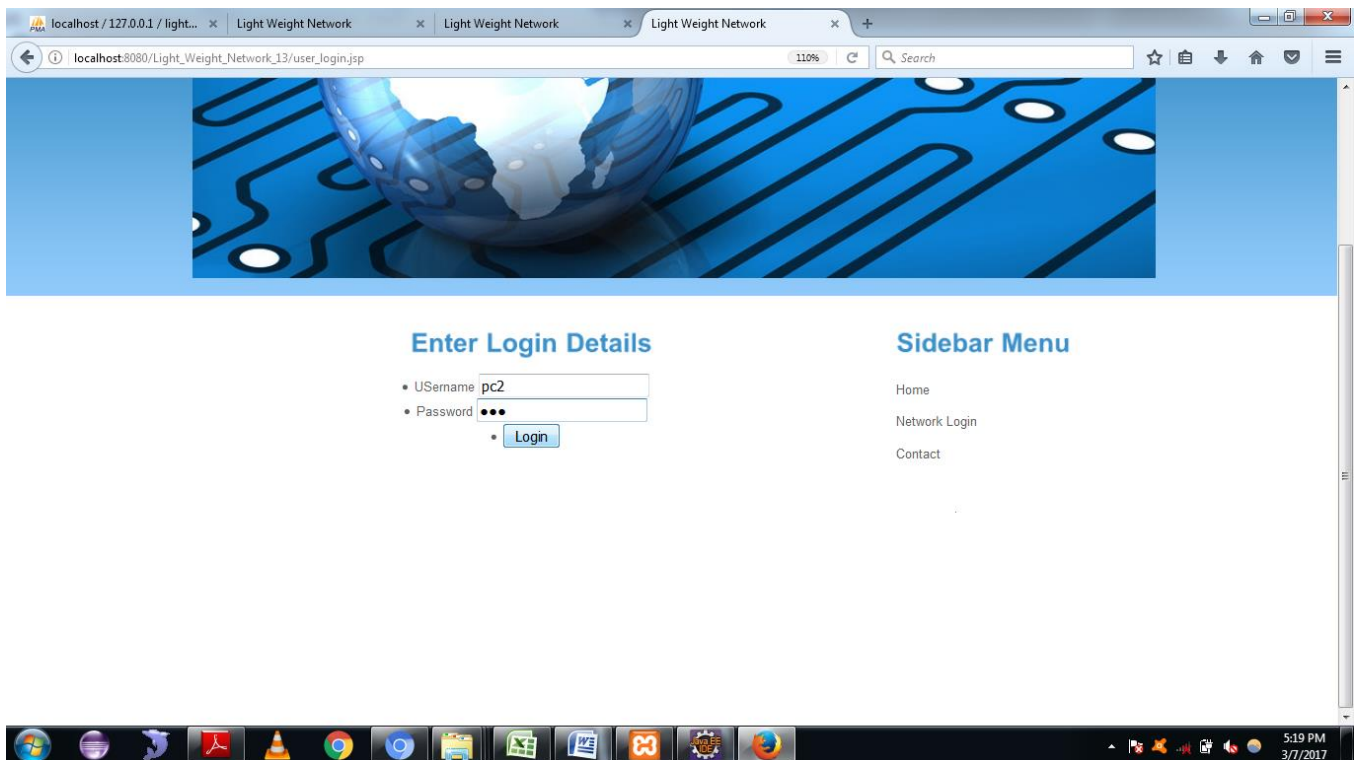 localhost / 127.0.0.1 / light... Light Weight Network Light Weight Network Light Weight Network
localhost:8080/Light_Weight_Network_13/user_login.jsp 110% Search
Enter Login Details
USername pc2
Password
Login
Sidebar Menu
Home
Network Login
Contact
5:19 PM
3/7/2017